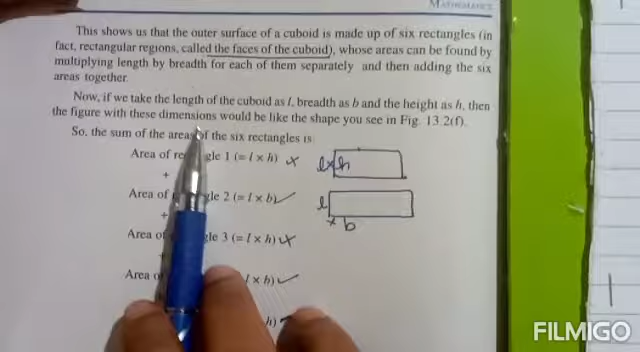 MATHEMATICS
This shows us that the outer surface of a cuboid is made up of six rectangles (in
fact, rectangular regions, called the faces of the cuboid), whose areas can be found by
multiplying length by breadth for each of them separately and then adding the six
areas together.
Now, if we take the length of the cuboid as l, breadth as b and the height as h, then
the figure with these dimensions would be like the shape you see in Fig. 13.2(f).
So, the sum of the areas of the six rectangles is:
Area of re gle 1 (= l × h) × l×h
+
Area of gle 2 (= l × b) ✓ l
+ × b
Area of gle 3 (= l × h) ×
Area o l × h) ✓
h)
FILMIGO